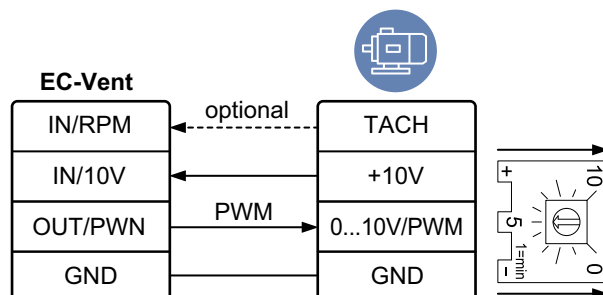 EC-Vent
optional
IN/RPM
TACH
IN/10V
+10V
OUT/PWN
PWM
0...10V/PWM
GND
GND
+
5
-
1=min
10
0